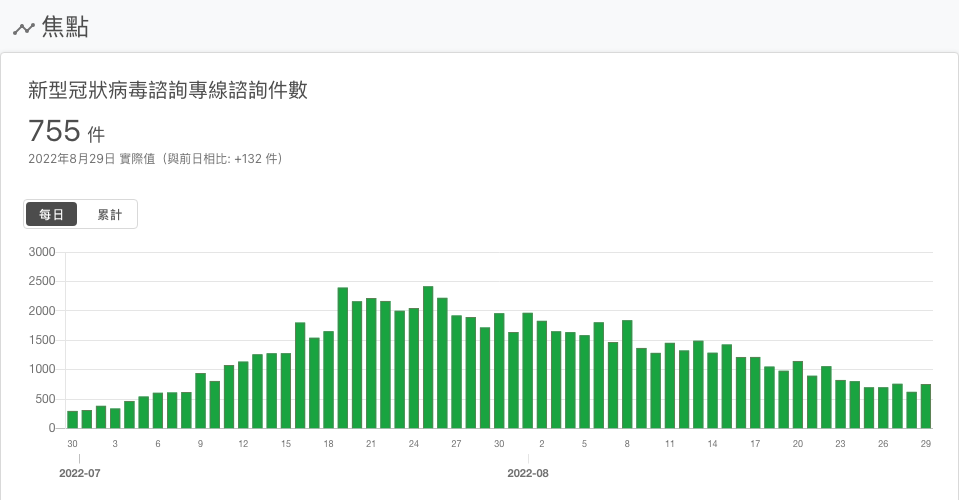 焦點
新型冠狀病毒諮詢專線諮詢件數
755 件
2022年8月29日 實際值（與前日相比: +132 件）
每日 累計
3000
2500
2000
1500
1000
500
0
30 3 6 9 12 15 18 21 24 27 30 2 5 8 11 14 17 20 23 26 29
2022-07 2022-08